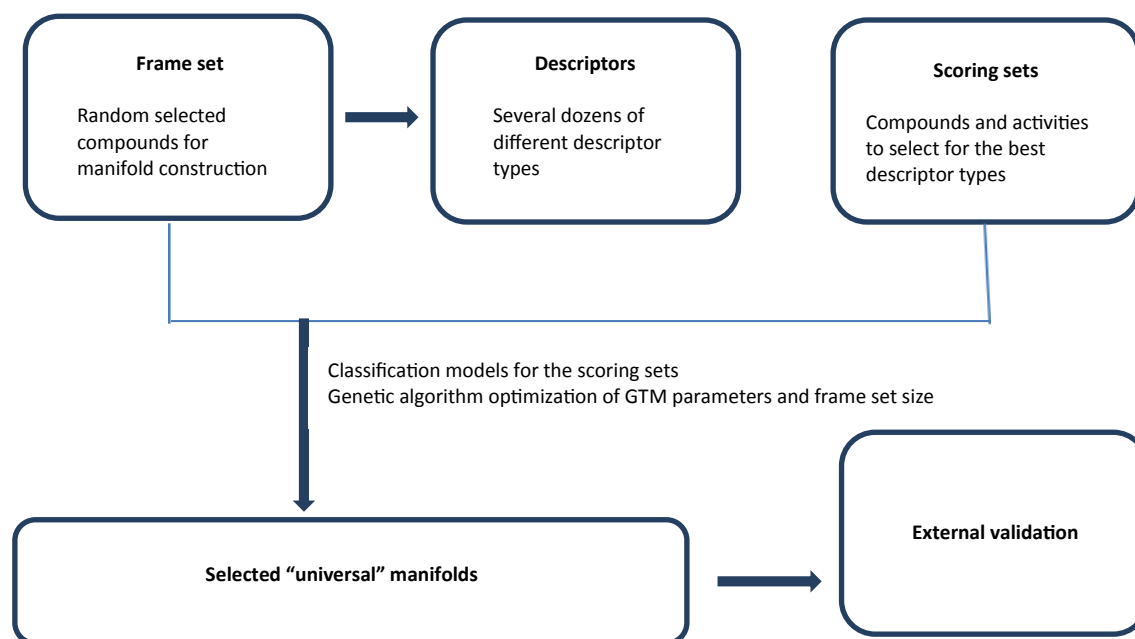 Frame set
Random selected
compounds for
manifold construction
Descriptors
Several dozens of
different descriptor
types
Scoring sets
Compounds and activities
to select for the best
descriptor types
Classification models for the scoring sets
Genetic algorithm optimization of GTM parameters and frame set size
Selected “universal” manifolds
External validation